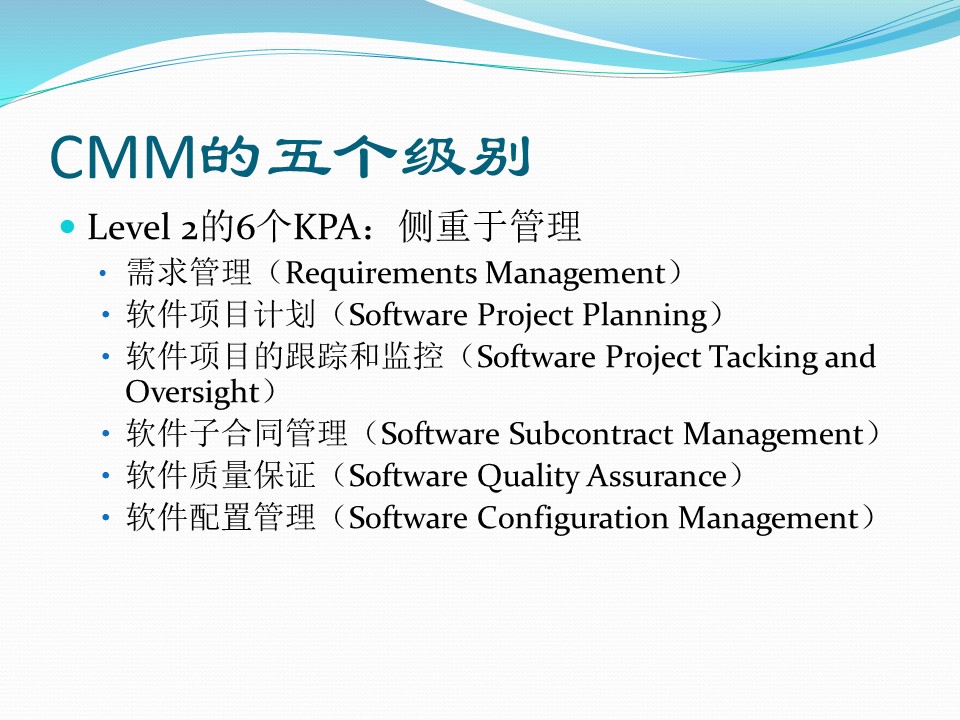 CMM的五个级别
Level 2的6个KPA：侧重于管理
需求管理（Requirements Management）
软件项目计划（Software Project Planning）
软件项目的跟踪和监控（Software Project Tacking and
Oversight）
软件子合同管理（Software Subcontract Management）
软件质量保证（Software Quality Assurance）
软件配置管理（Software Configuration Management）